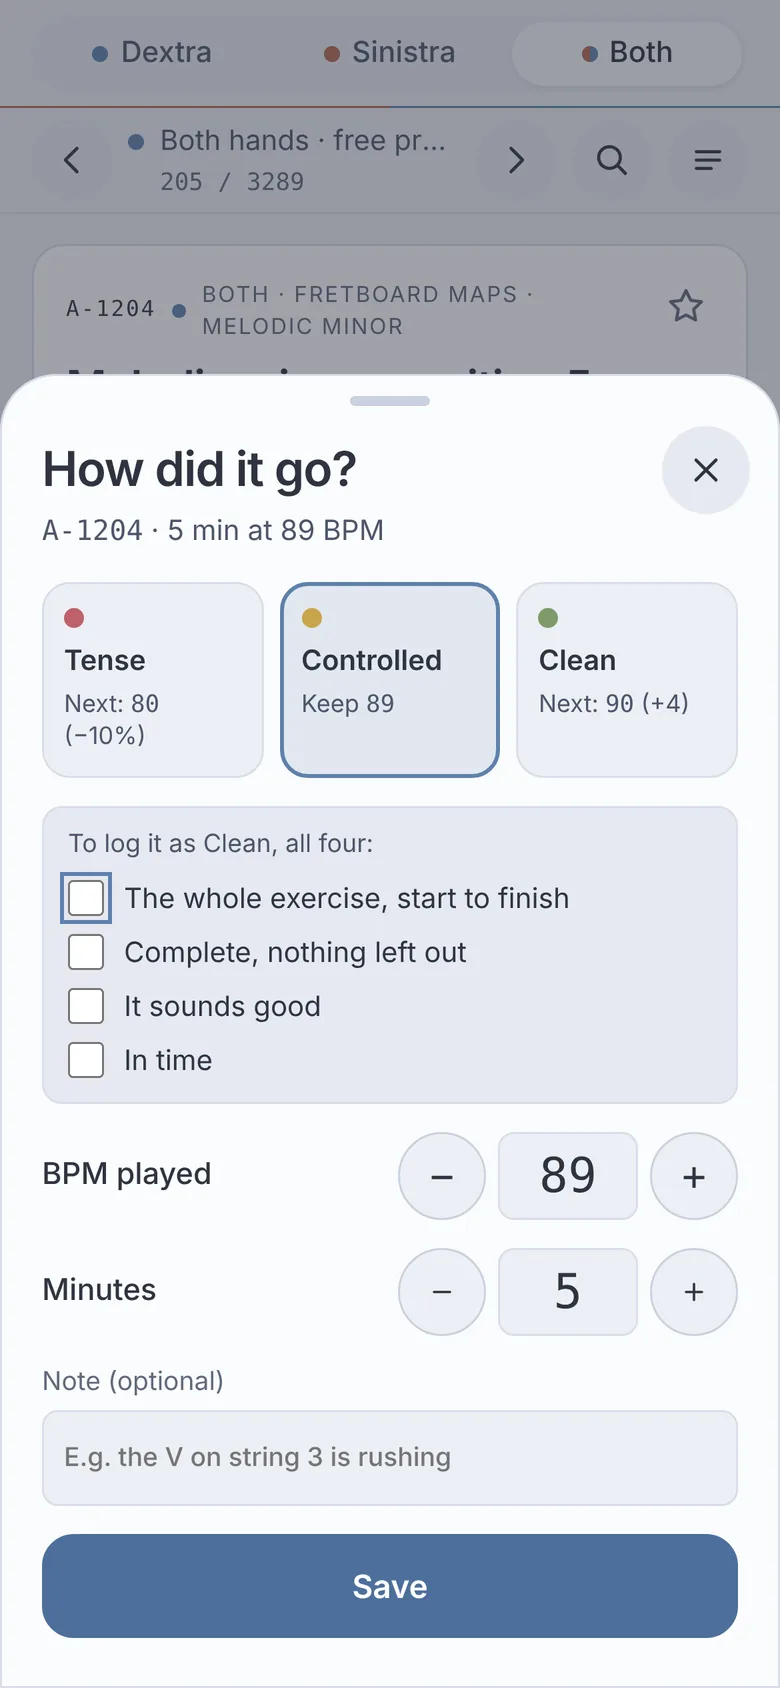 Dextra
Sinistra
Both
Both hands · free pr...
205 / 3289
A-1204
BOTH · FRETBOARD MAPS ·
MELODIC MINOR
How did it go?
A-1204 · 5 min at 89 BPM
Tense
Next: 80
(−10%)
Controlled
Keep 89
Clean
Next: 90 (+4)
To log it as Clean, all four:
The whole exercise, start to finish
Complete, nothing left out
It sounds good
In time
BPM played
− 89 +
Minutes
− 5 +
Note (optional)
E.g. the V on string 3 is rushing
Save